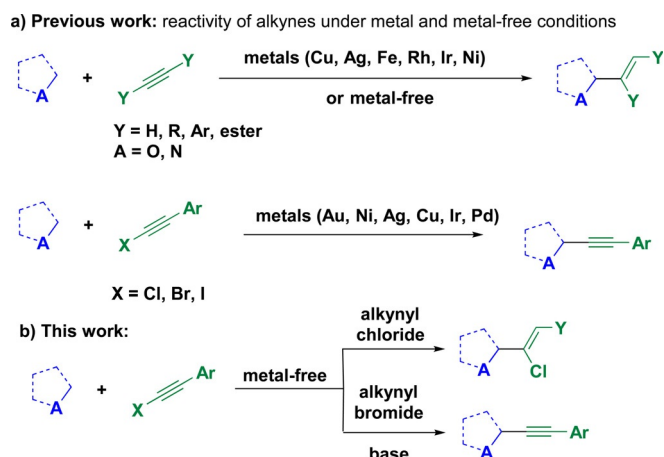 a) Previous work: reactivity of alkynes under metal and metal-free conditions
A
+
Y
Y
metals (Cu, Ag, Fe, Rh, Ir, Ni)
or metal-free
A
Y
Y
Y = H, R, Ar, ester
A = O, N
A
+
X
Ar
metals (Au, Ni, Ag, Cu, Ir, Pd)
A
Ar
X = Cl, Br, I
b) This work:
A
+
X
Ar
metal-free
alkynyl
chloride
A
Y
Cl
alkynyl
bromide
base
A
Ar